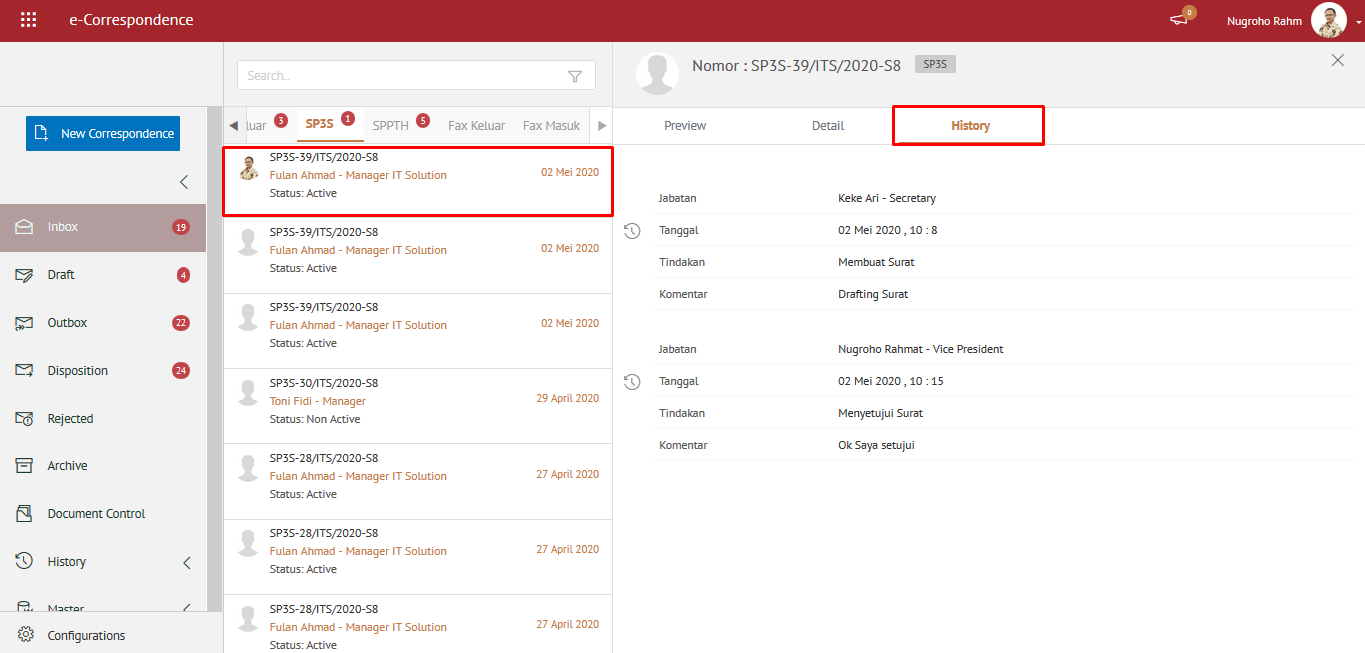 e-Correspondence
0
Nugroho Rahm
New Correspondence
Inbox 19
Draft 4
Outbox 22
Disposition 24
Rejected
Archive
Document Control
History
Master
Configurations
Search..
luar 3 SP3S 1 SPPTH 5 Fax Keluar Fax Masuk
SP3S-39/ITS/2020-S8
Fulan Ahmad - Manager IT Solution 02 Mei 2020
Status: Active
SP3S-39/ITS/2020-S8
Fulan Ahmad - Manager IT Solution 02 Mei 2020
Status: Active
SP3S-39/ITS/2020-S8
Fulan Ahmad - Manager IT Solution 02 Mei 2020
Status: Active
SP3S-30/ITS/2020-S8
Toni Fidi - Manager 29 April 2020
Status: Non Active
SP3S-28/ITS/2020-S8
Fulan Ahmad - Manager IT Solution 27 April 2020
Status: Active
SP3S-28/ITS/2020-S8
Fulan Ahmad - Manager IT Solution 27 April 2020
Status: Active
SP3S-28/ITS/2020-S8
Fulan Ahmad - Manager IT Solution 27 April 2020
Status: Active
Nomor : SP3S-39/ITS/2020-S8 SP3S
Preview Detail History
Jabatan Keke Ari - Secretary
Tanggal 02 Mei 2020 , 10 : 8
Tindakan Membuat Surat
Komentar Drafting Surat
Jabatan Nugroho Rahmat - Vice President
Tanggal 02 Mei 2020 , 10 : 15
Tindakan Menyetujui Surat
Komentar Ok Saya setujui